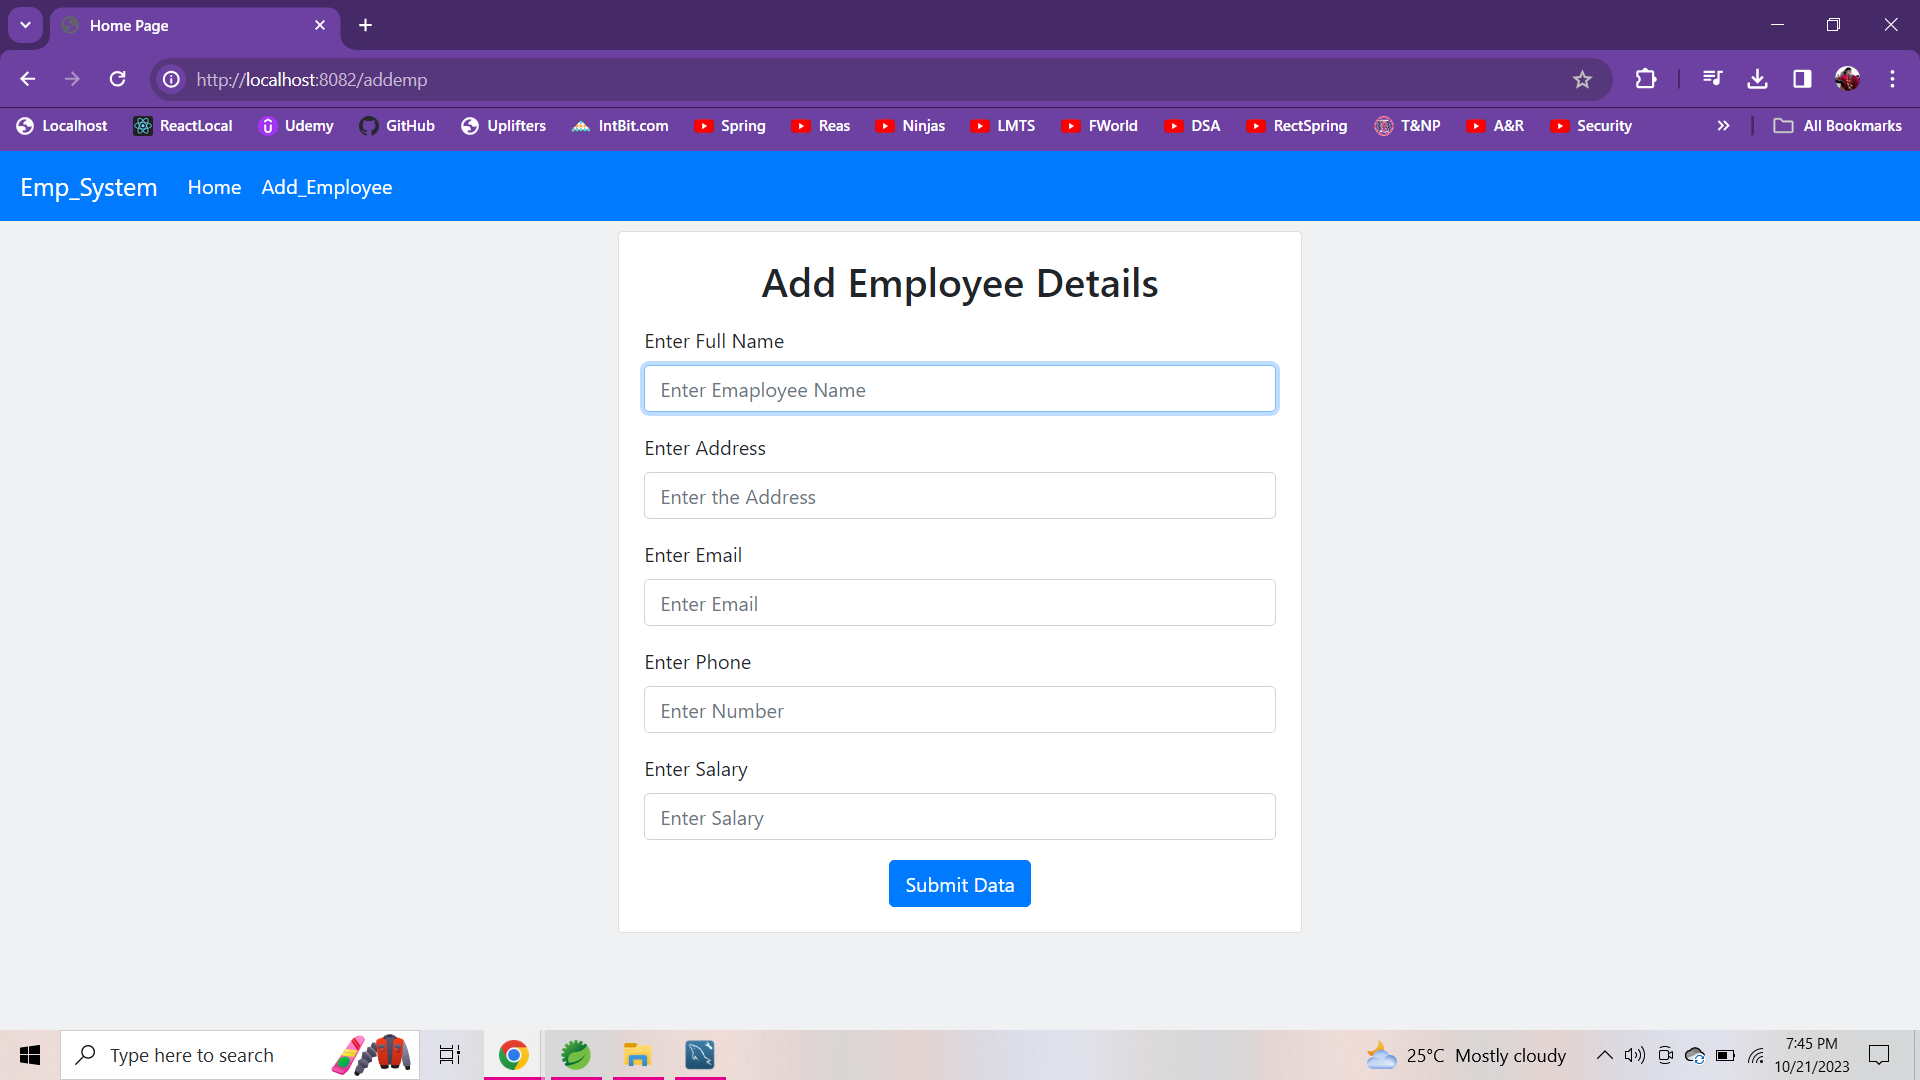 Home Page
http://localhost:8082/addemp
Localhost ReactLocal Udemy GitHub Uplifters IntBit.com Spring Reas Ninjas LMTS FWorld DSA RectSpring T&NP A&R Security » All Bookmarks
Emp_System Home Add_Employee
Add Employee Details
Enter Full Name
Enter Emaployee Name
Enter Address
Enter the Address
Enter Email
Enter Email
Enter Phone
Enter Number
Enter Salary
Enter Salary
Submit Data
Type here to search
25°C Mostly cloudy
7:45 PM
10/21/2023